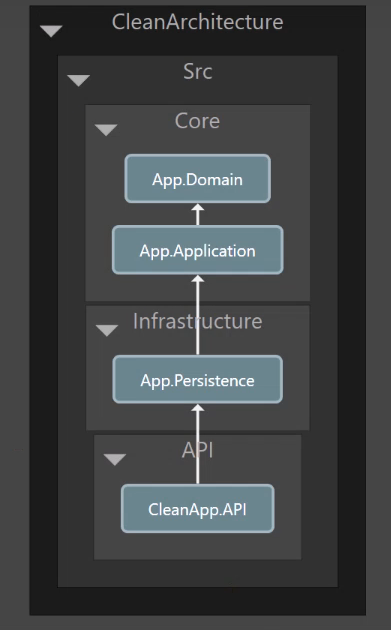 CleanArchitecture
Src
Core
App.Domain
App.Application
Infrastructure
App.Persistence
API
CleanApp.API